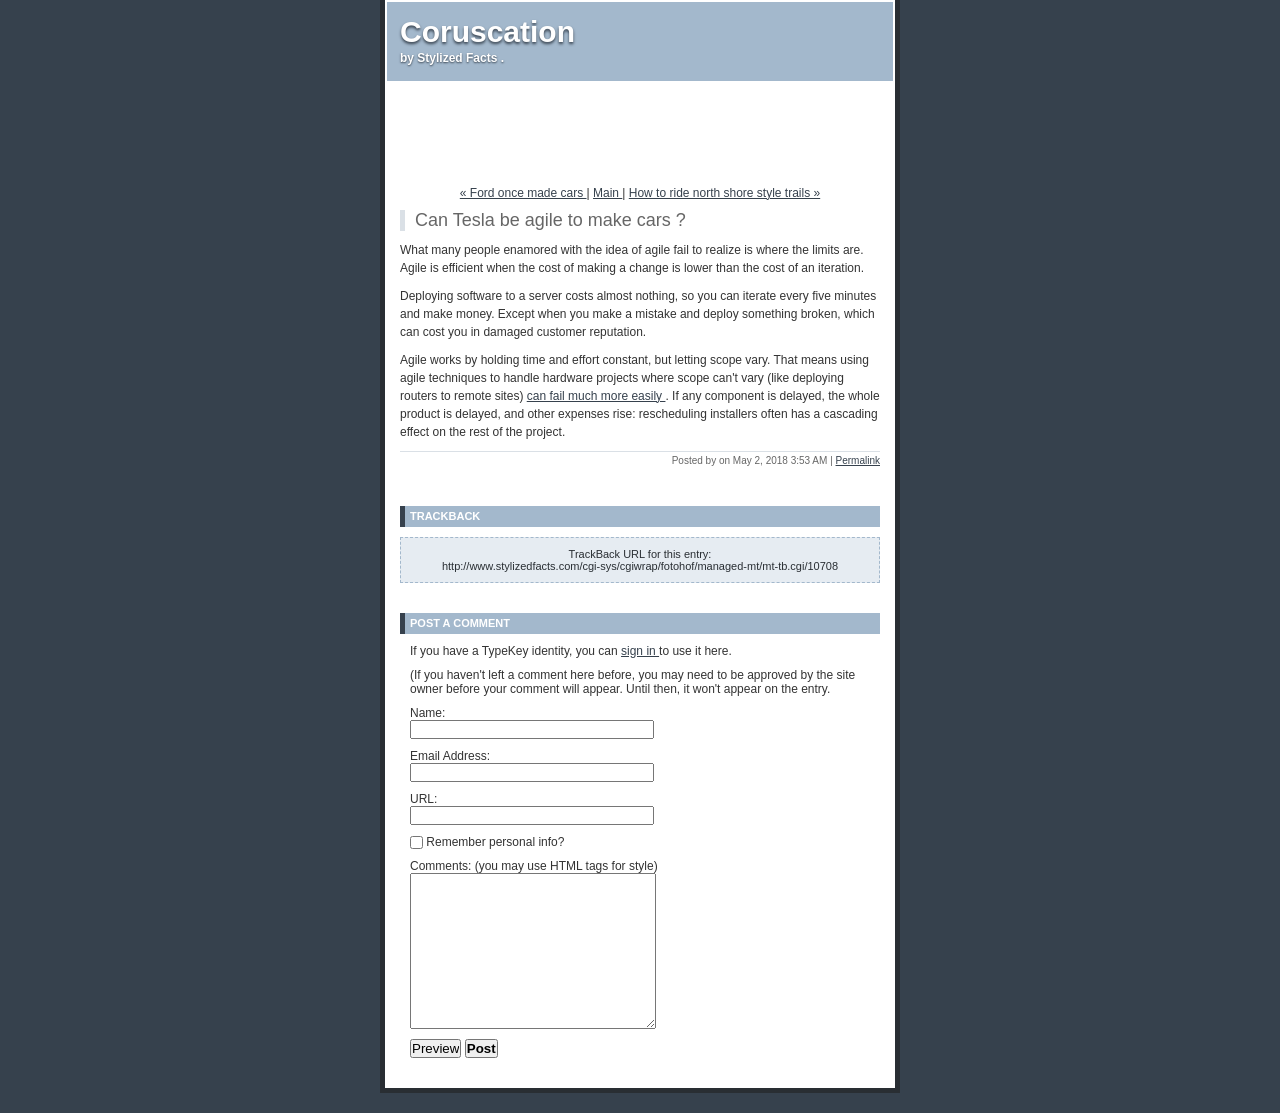 Coruscation
by Stylized Facts .
« Ford once made cars | Main | How to ride north shore style trails »
Can Tesla be agile to make cars ?
What many people enamored with the idea of agile fail to realize is where the limits are.
Agile is efficient when the cost of making a change is lower than the cost of an iteration.
Deploying software to a server costs almost nothing, so you can iterate every five minutes
and make money. Except when you make a mistake and deploy something broken, which
can cost you in damaged customer reputation.
Agile works by holding time and effort constant, but letting scope vary. That means using
agile techniques to handle hardware projects where scope can't vary (like deploying
routers to remote sites) can fail much more easily . If any component is delayed, the whole
product is delayed, and other expenses rise: rescheduling installers often has a cascading
effect on the rest of the project.
Posted by on May 2, 2018 3:53 AM | Permalink
TRACKBACK
TrackBack URL for this entry:
http://www.stylizedfacts.com/cgi-sys/cgiwrap/fotohof/managed-mt/mt-tb.cgi/10708
POST A COMMENT
If you have a TypeKey identity, you can sign in to use it here.
(If you haven't left a comment here before, you may need to be approved by the site
owner before your comment will appear. Until then, it won't appear on the entry.
Name:
Email Address:
URL:
Remember personal info?
Comments: (you may use HTML tags for style)
Preview Post